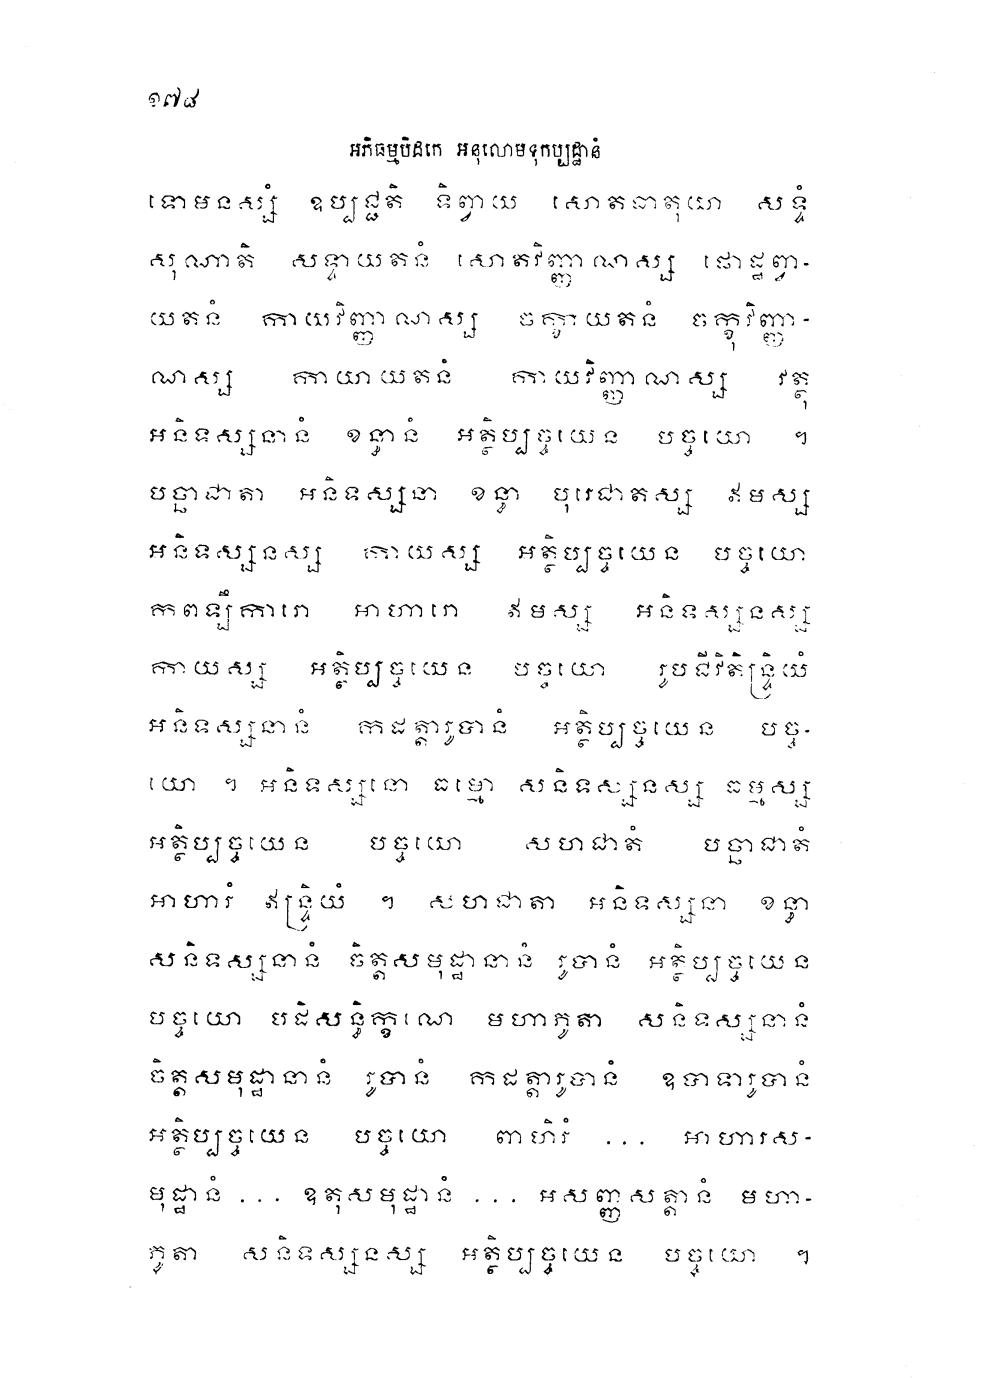 ១៧៨
អភិធម្មបិដកេ អនុលោមទុកប្បដ្ឋានំ
ទោមនស្សំ ឧប្បជ្ជតិ ទិព្វាយ សោតធាតុយា សទ្ទំ
សុណាតិ សទ្ទាយតនំ សោតវិញ្ញាណស្ស ផោដ្ឋព្វា-
យតនំ កាយវិញ្ញាណស្ស ចក្ខាយតនំ ចក្ខុវិញ្ញា-
ណស្ស កាយាយតនំ កាយវិញ្ញាណស្ស វត្ថុ
អនិទស្សនានំ ខន្ធានំ អត្ថិប្បច្ចយេន បច្ចយោ ។
បច្ឆាជាតា អនិទស្សនា ខន្ធា បុរេជាតស្ស ឥមស្ស
អនិទស្សនស្ស កាយស្ស អត្ថិប្បច្ចយេន បច្ចយោ
កពឡីការោ អាហារោ ឥមស្ស អនិទស្សនស្ស
កាយស្ស អត្ថិប្បច្ចយេន បច្ចយោ រូបជីវិតិន្ទ្រិយំ
អនិទស្សនានំ កដត្តារូបានំ អត្ថិប្បច្ចយេន បច្ច-
យោ ។ អនិទស្សនោ ធម្មោ សនិទស្សនស្ស ធម្មស្ស
អត្ថិប្បច្ចយេន បច្ចយោ សហជាតំ បច្ឆាជាតំ
អាហារំ ឥន្ទ្រិយំ ។ សហជាតា អនិទស្សនា ខន្ធា
សនិទស្សនានំ ចិត្តសមុដ្ឋានានំ រូបានំ អត្ថិប្បច្ចយេន
បច្ចយោ បដិសន្ធិក្ខណេ មហាភូតា សនិទស្សនានំ
ចិត្តសមុដ្ឋានានំ រូបានំ កដត្តារូបានំ ឧបាទារូបានំ
អត្ថិប្បច្ចយេន បច្ចយោ ពាហិរំ ... អាហារស-
មុដ្ឋានំ ... ឧតុសមុដ្ឋានំ ... អសញ្ញសត្តានំ មហា-
ភូតា សនិទស្សនស្ស អត្ថិប្បច្ចយេន បច្ចយោ ។